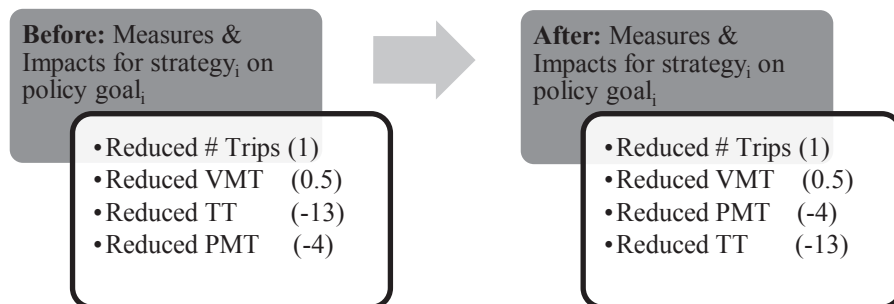 Before: Measures &
Impacts for strategyi on
policy goali
•Reduced # Trips (1)
•Reduced VMT (0.5)
•Reduced TT (-13)
•Reduced PMT (-4)
After: Measures &
Impacts for strategyi on
policy goali
•Reduced # Trips (1)
•Reduced VMT (0.5)
•Reduced PMT (-4)
•Reduced TT (-13)